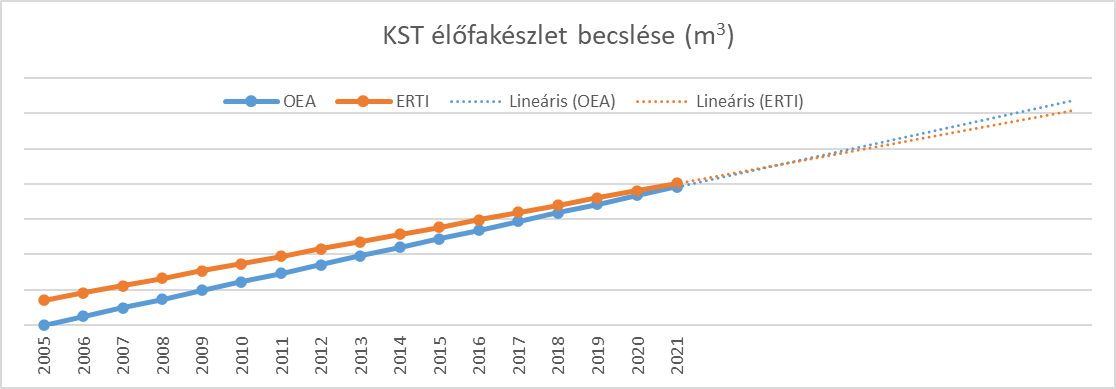 KST élőfakészlet becslése (m³)
OEA ERTI Lineáris (OEA) Lineáris (ERTI)
2005 2006 2007 2008 2009 2010 2011 2012 2013 2014 2015 2016 2017 2018 2019 2020 2021